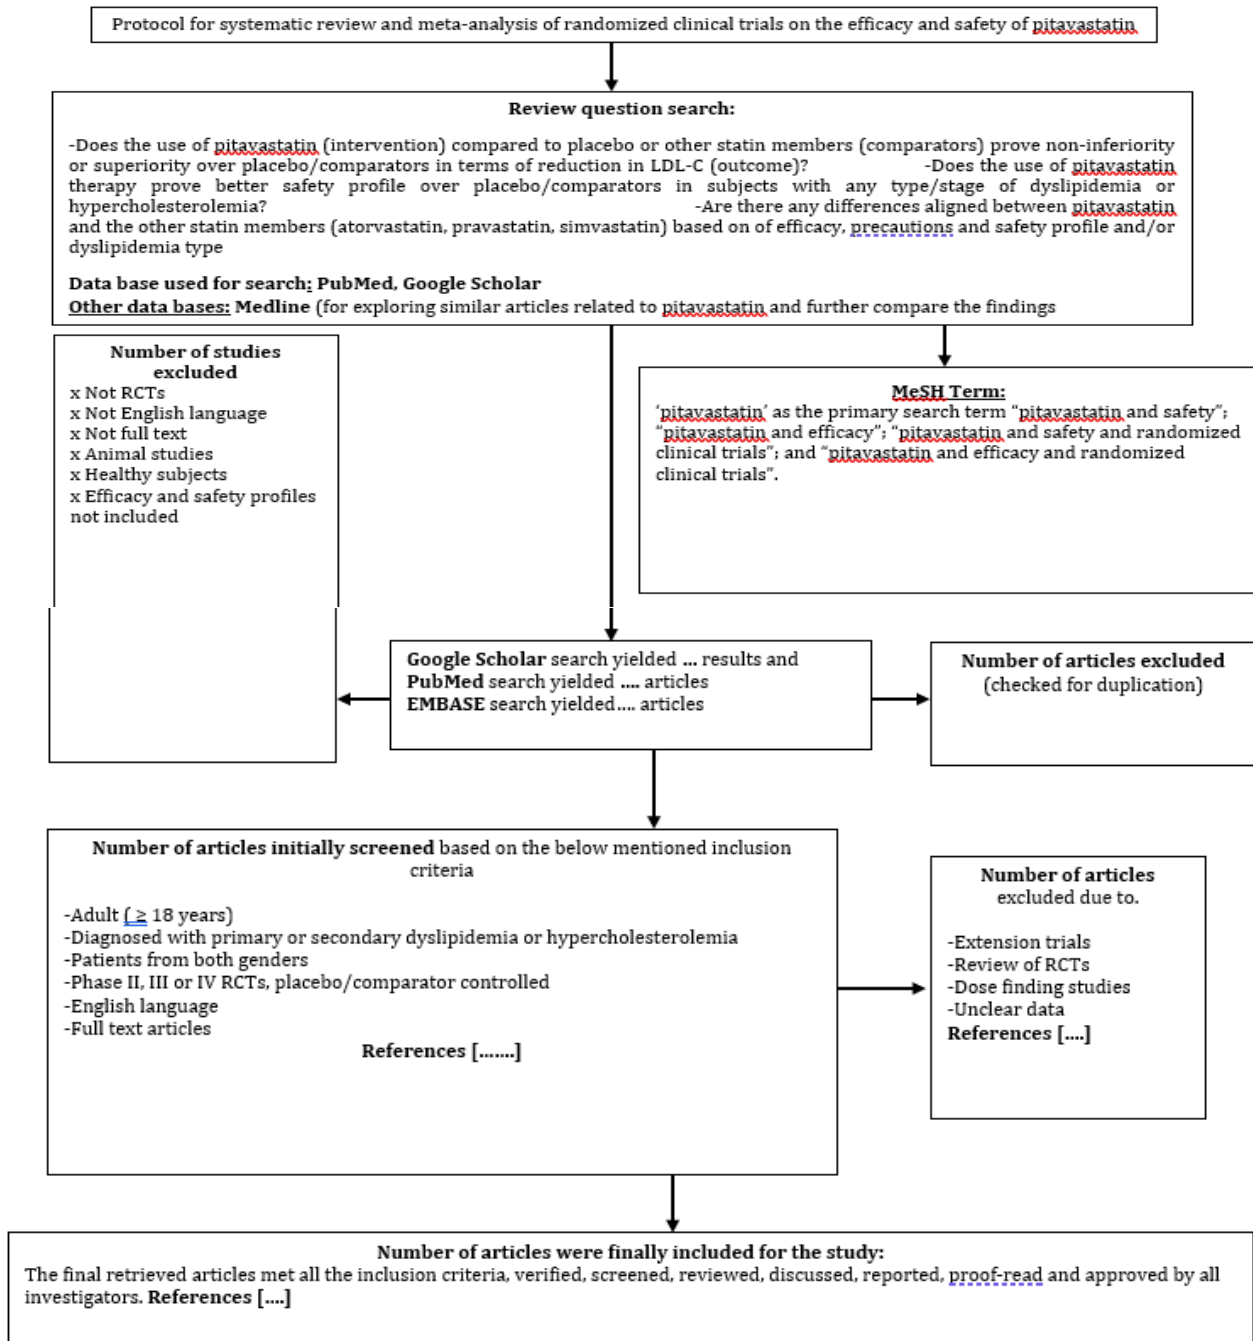 Protocol for systematic review and meta-analysis of randomized clinical trials on the efficacy and safety of pitavastatin
Review question search:
-Does the use of pitavastatin (intervention) compared to placebo or other statin members (comparators) prove non-inferiority
or superiority over placebo/comparators in terms of reduction in LDL-C (outcome)? -Does the use of pitavastatin
therapy prove better safety profile over placebo/comparators in subjects with any type/stage of dyslipidemia or
hypercholesterolemia? -Are there any differences aligned between pitavastatin
and the other statin members (atorvastatin, pravastatin, simvastatin) based on of efficacy, precautions and safety profile and/or
dyslipidemia type
Data base used for search: PubMed, Google Scholar
Other data bases: Medline (for exploring similar articles related to pitavastatin and further compare the findings
Number of studies
excluded
x Not RCTs
x Not English language
x Not full text
x Animal studies
x Healthy subjects
x Efficacy and safety profiles
not included
MeSH Term:
‘pitavastatin’ as the primary search term “pitavastatin and safety”;
“pitavastatin and efficacy”; “pitavastatin and safety and randomized
clinical trials”; and “pitavastatin and efficacy and randomized
clinical trials”.
Google Scholar search yielded ... results and
PubMed search yielded .... articles
EMBASE search yielded.... articles
Number of articles excluded
(checked for duplication)
Number of articles initially screened based on the below mentioned inclusion
criteria
-Adult ( ≥ 18 years)
-Diagnosed with primary or secondary dyslipidemia or hypercholesterolemia
-Patients from both genders
-Phase II, III or IV RCTs, placebo/comparator controlled
-English language
-Full text articles
References [.......]
Number of articles
excluded due to.
-Extension trials
-Review of RCTs
-Dose finding studies
-Unclear data
References [....]
Number of articles were finally included for the study:
The final retrieved articles met all the inclusion criteria, verified, screened, reviewed, discussed, reported, proof-read and approved by all
investigators. References [....]